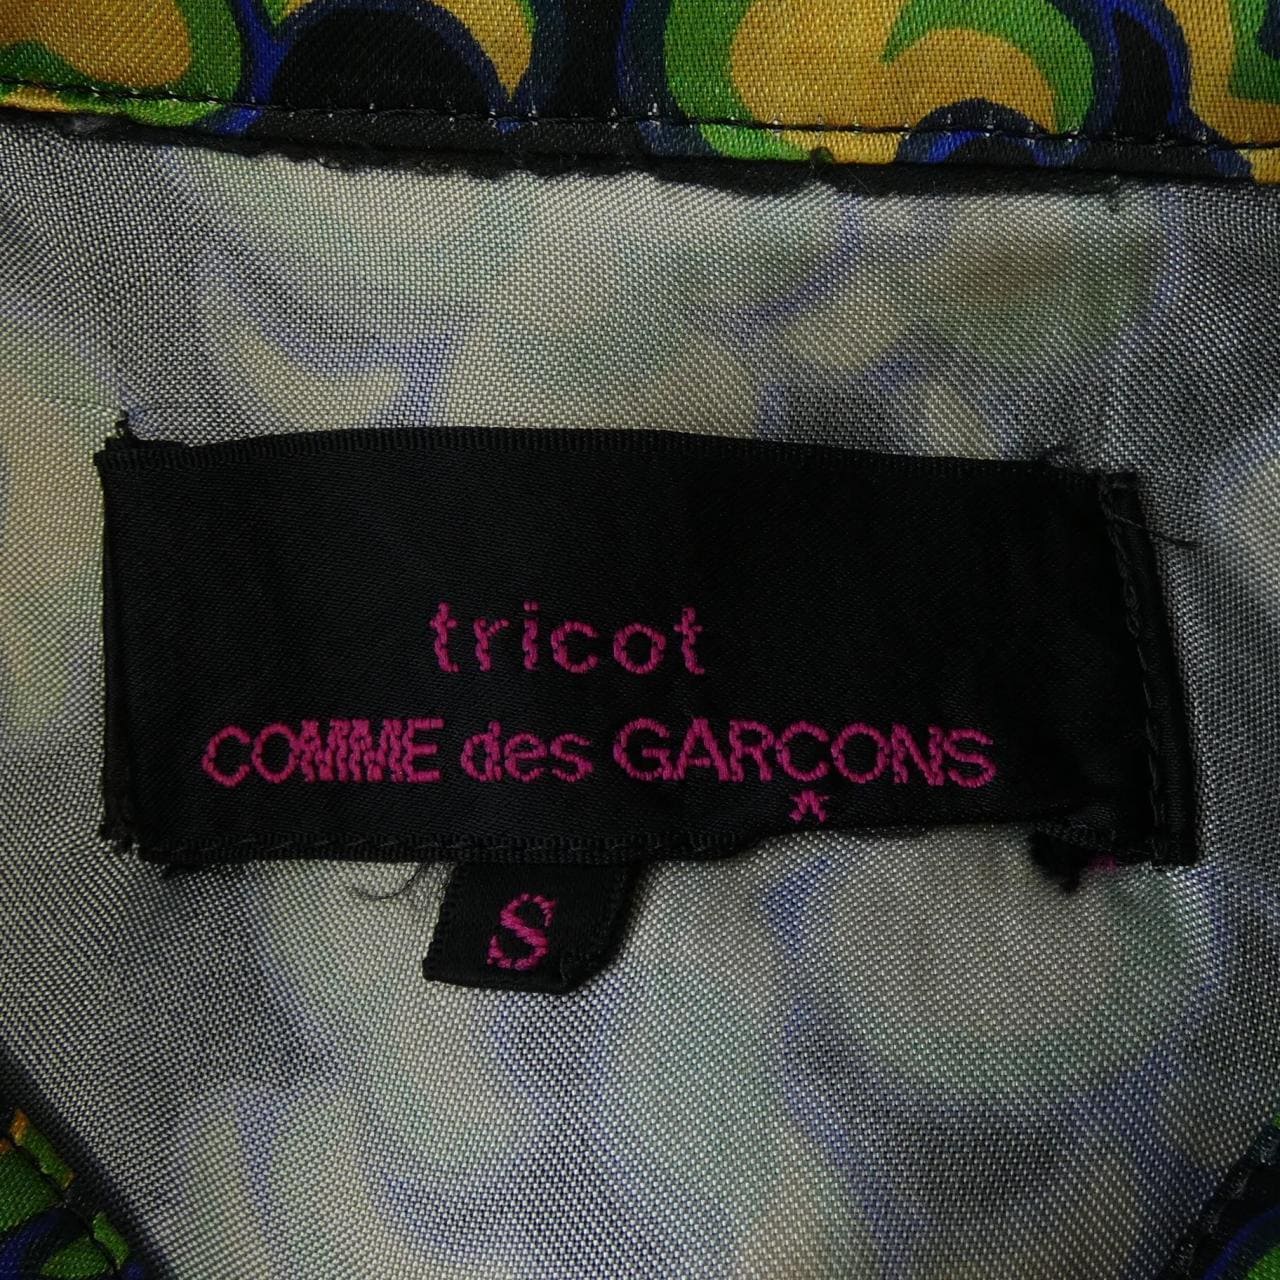 tricot
COMME des GARCONS
*
S